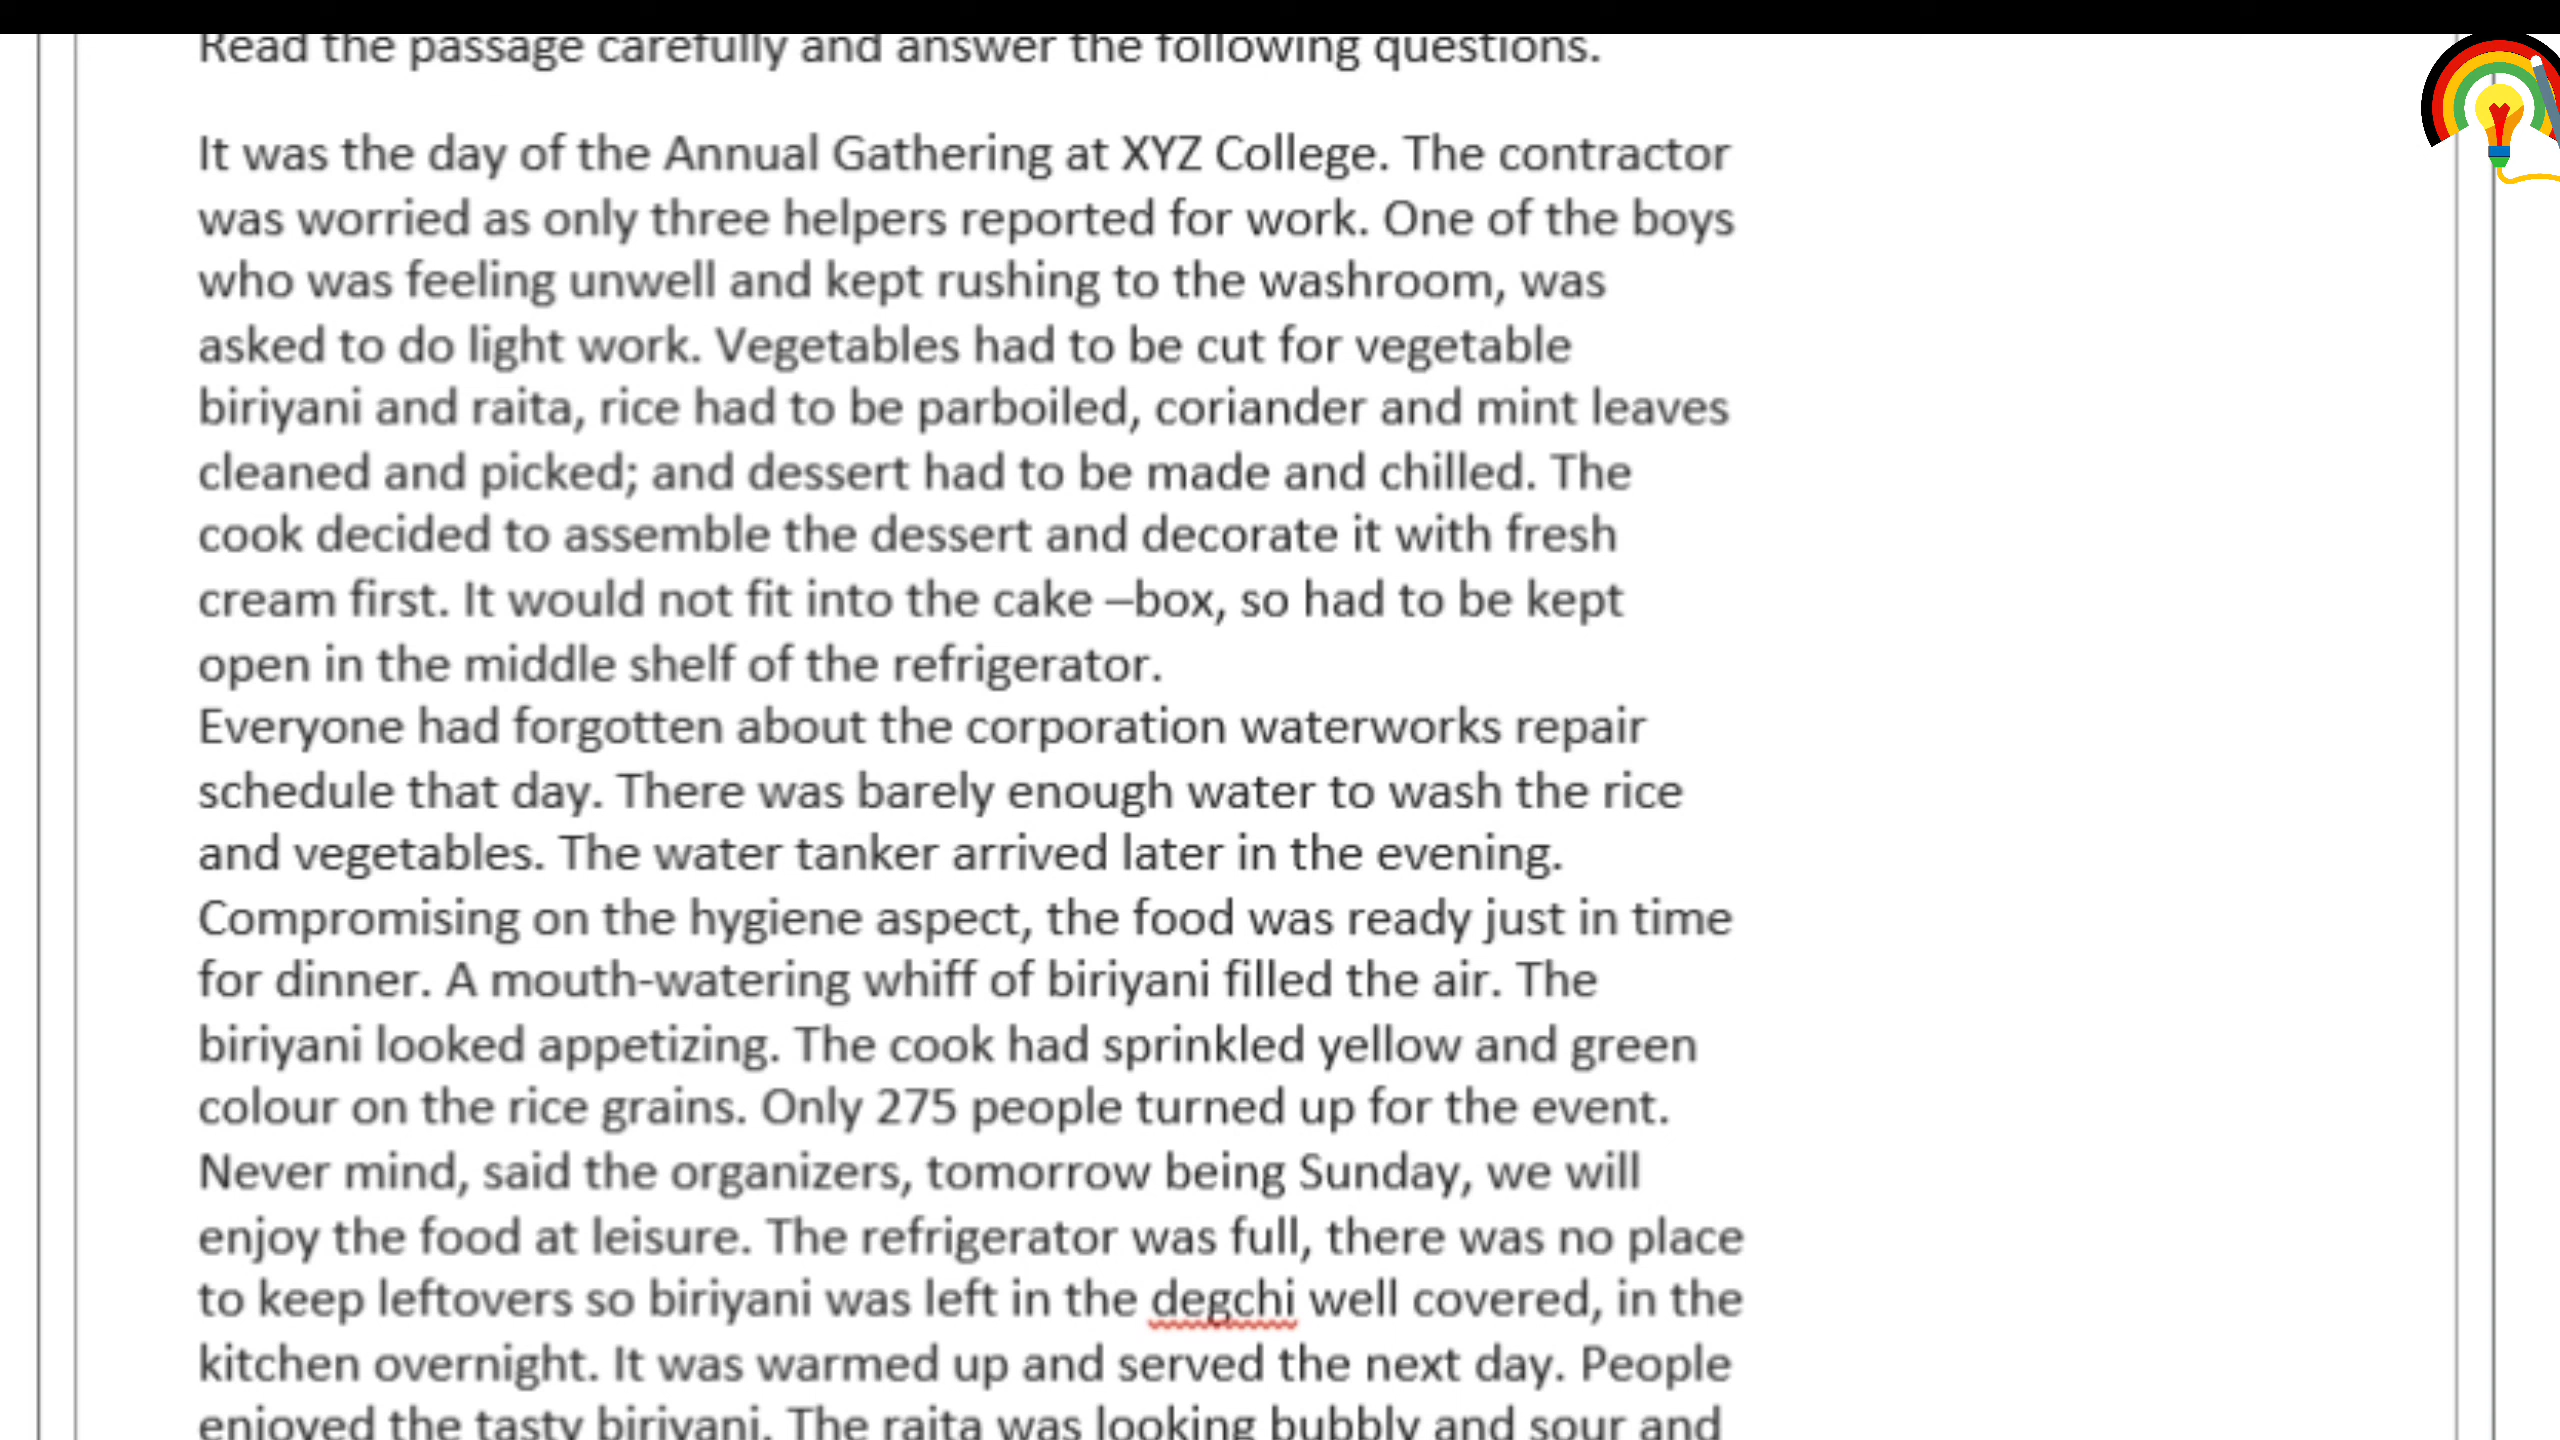 Read the passage carefully and answer the following questions.
It was the day of the Annual Gathering at XYZ College. The contractor
was worried as only three helpers reported for work. One of the boys
who was feeling unwell and kept rushing to the washroom, was
asked to do light work. Vegetables had to be cut for vegetable
biriyani and raita, rice had to be parboiled, coriander and mint leaves
cleaned and picked; and dessert had to be made and chilled. The
cook decided to assemble the dessert and decorate it with fresh
cream first. It would not fit into the cake –box, so had to be kept
open in the middle shelf of the refrigerator.
Everyone had forgotten about the corporation waterworks repair
schedule that day. There was barely enough water to wash the rice
and vegetables. The water tanker arrived later in the evening.
Compromising on the hygiene aspect, the food was ready just in time
for dinner. A mouth-watering whiff of biriyani filled the air. The
biriyani looked appetizing. The cook had sprinkled yellow and green
colour on the rice grains. Only 275 people turned up for the event.
Never mind, said the organizers, tomorrow being Sunday, we will
enjoy the food at leisure. The refrigerator was full, there was no place
to keep leftovers so biriyani was left in the degchi well covered, in the
kitchen overnight. It was warmed up and served the next day. People
enjoyed the tasty biriyani. The raita was looking bubbly and sour and